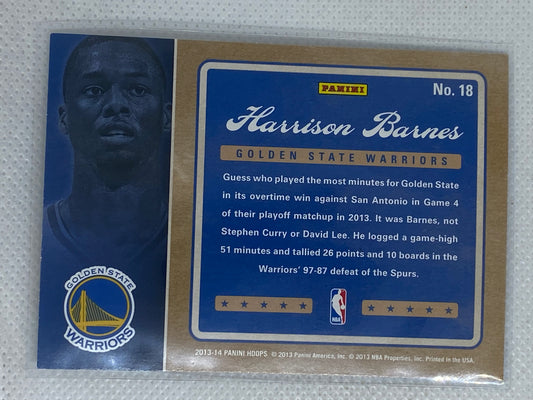 PANINI
No. 18
Harrison Barnes
GOLDEN STATE WARRIORS
Guess who played the most minutes for Golden State
in its overtime win against San Antonio in Game 4
of their playoff matchup in 2013. It was Barnes, not
Stephen Curry or David Lee. He logged a game-high
51 minutes and tallied 26 points and 10 boards in the
Warriors' 97-87 defeat of the Spurs.
GOLDEN STATE
WARRIORS
NBA
2013-14 PANINI HOOPS © 2013 Panini America, Inc. © 2013 NBA Properties, Inc. Printed in the USA.